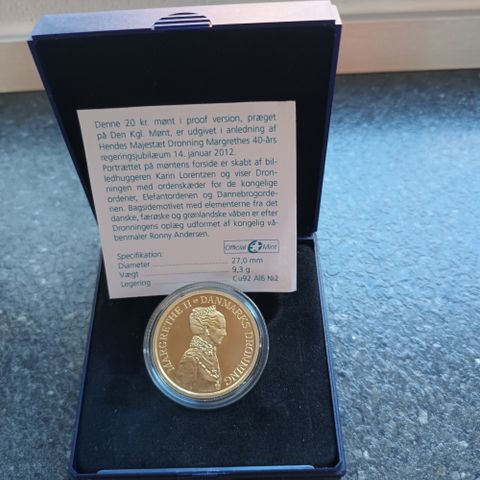 Denne 20 kr. mønt i proof version, præget
på Den Kgl. Mønt, er udgivet i anledning af
Hendes Majestæt Dronning Margrethes 40-års
regeringsjubilæum 14. januar 2012.
Portrættet på møntens forside er skabt af bil-
ledhuggeren Karin Lorentzen og viser Dron-
ningen med ordenskæder for de kongelige
ordener, Elefantordenen og Dannebrogorde-
nen. Bagsidemotivet med elementerne fra det
danske, færøske og grønlandske våben er efter
Dronningens oplæg udformet af kongelig vå-
benmaler Ronny Andersen.
Official Mint
Specifikation:
Diameter 27,0 mm
Vægt 9,3 g
Legering Cu92 Al6 Ni2
MARGRETHE II DANMARKS DRONNING